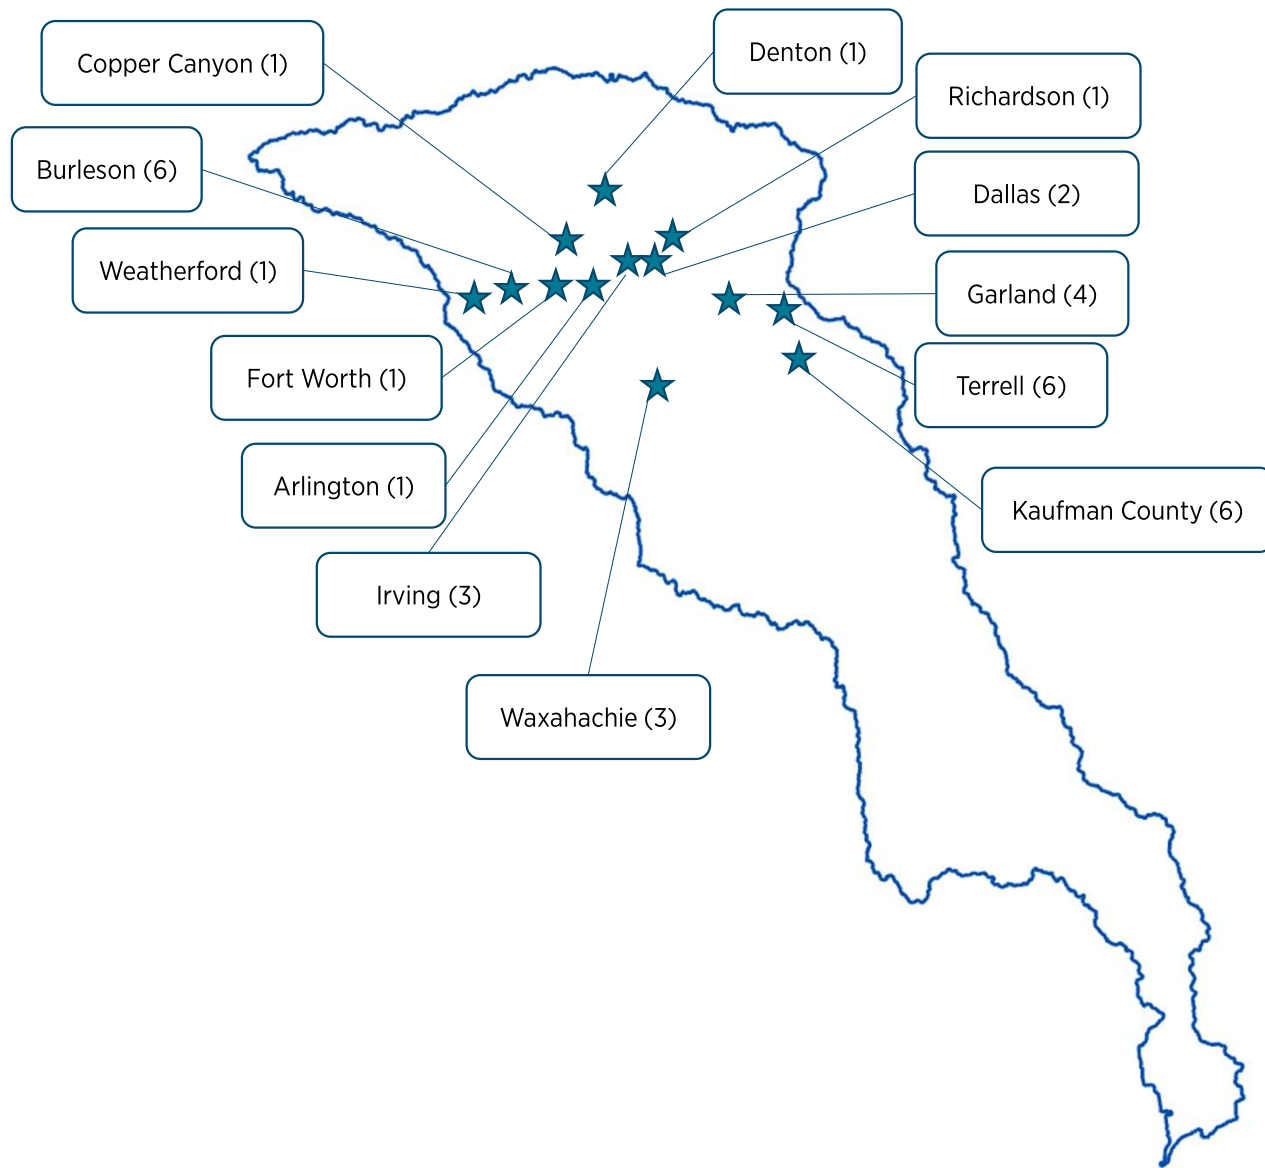 Copper Canyon (1)
Denton (1)
Richardson (1)
Burleson (6)
Dallas (2)
Weatherford (1)
Garland (4)
Fort Worth (1)
Terrell (6)
Arlington (1)
Kaufman County (6)
Irving (3)
Waxahachie (3)